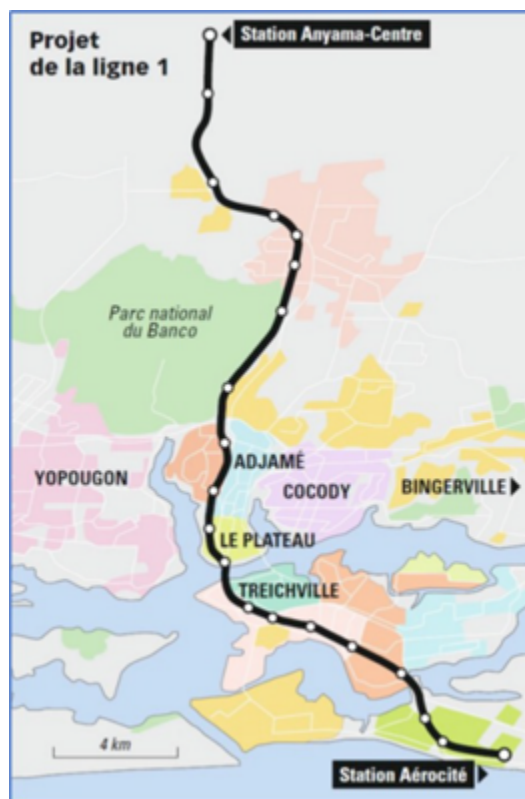 Projet
de la ligne 1
Station Anyama-Centre
Parc national
du Banco
YOPOUGON
ADJAMÉ
COCODY
BINGERVILLE
LE PLATEAU
TREICHVILLE
4 km
Station Aérocité